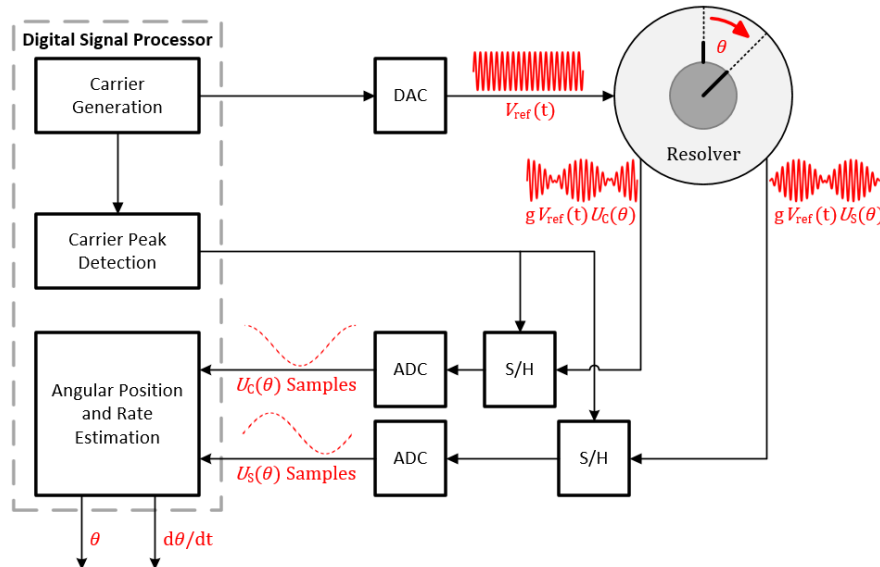 Digital Signal Processor
Carrier
Generation
DAC
V_ref(t)
θ
Resolver
g V_ref(t) U_C(θ)
g V_ref(t) U_S(θ)
Carrier Peak
Detection
Angular Position
and Rate
Estimation
U_C(θ) Samples
ADC
S/H
U_S(θ) Samples
ADC
S/H
θ
dθ/dt